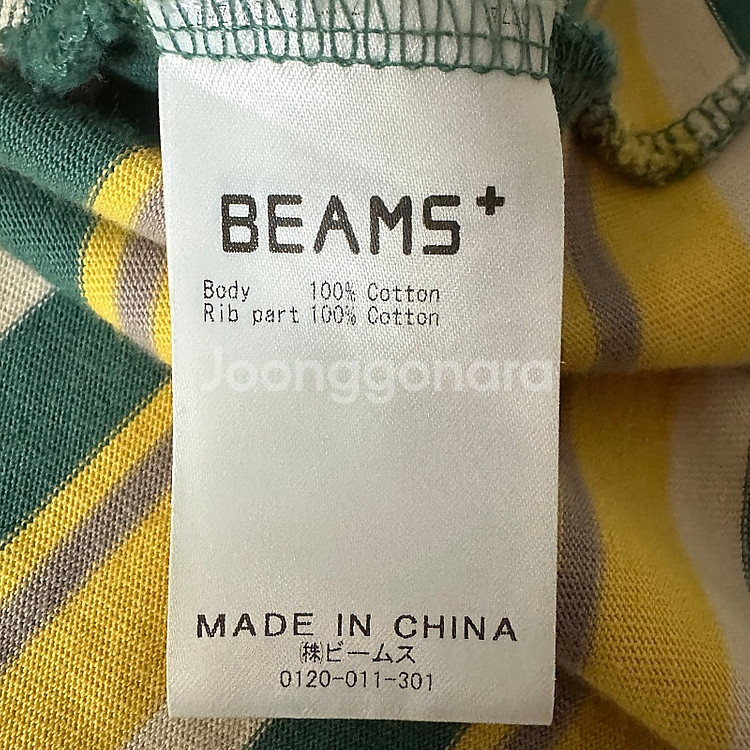 BEAMS+
Body 100% Cotton
Rib part 100% Cotton
Joonggonara
MADE IN CHINA
㈱ビームス
0120-011-301